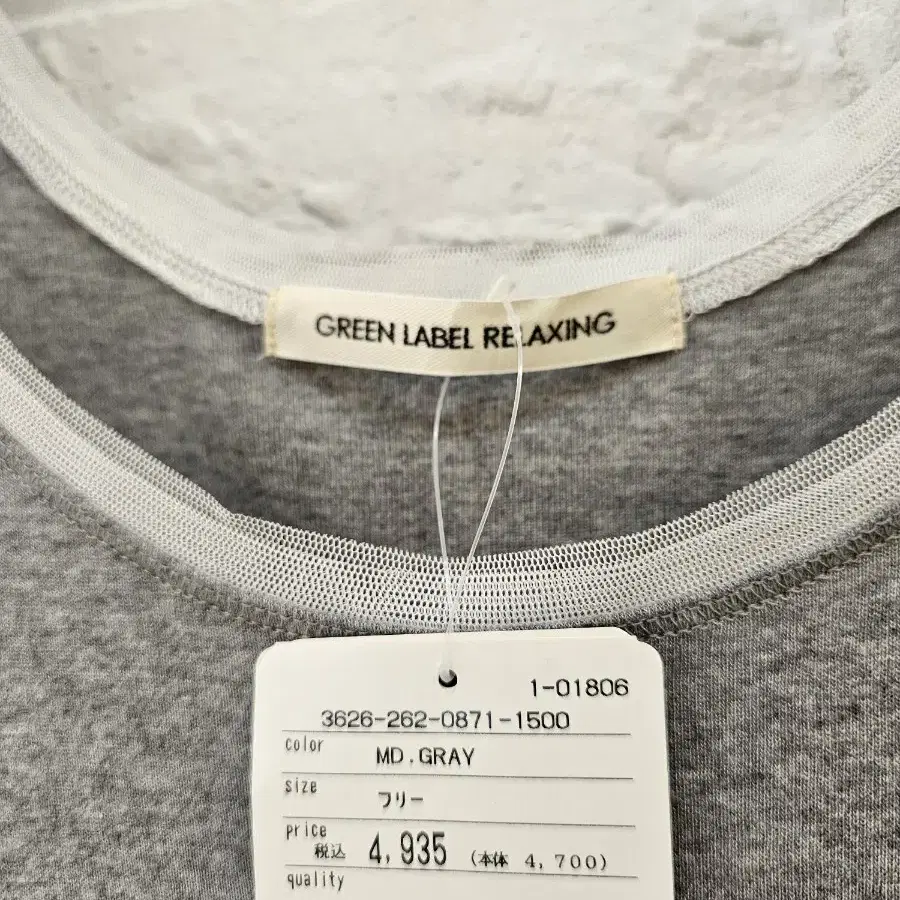 GREEN LABEL RELAXING
1-01806
3626-262-0871-1500
color
MD.GRAY
size
フリー
price
税込 4,935 (本体 4,700)
quality